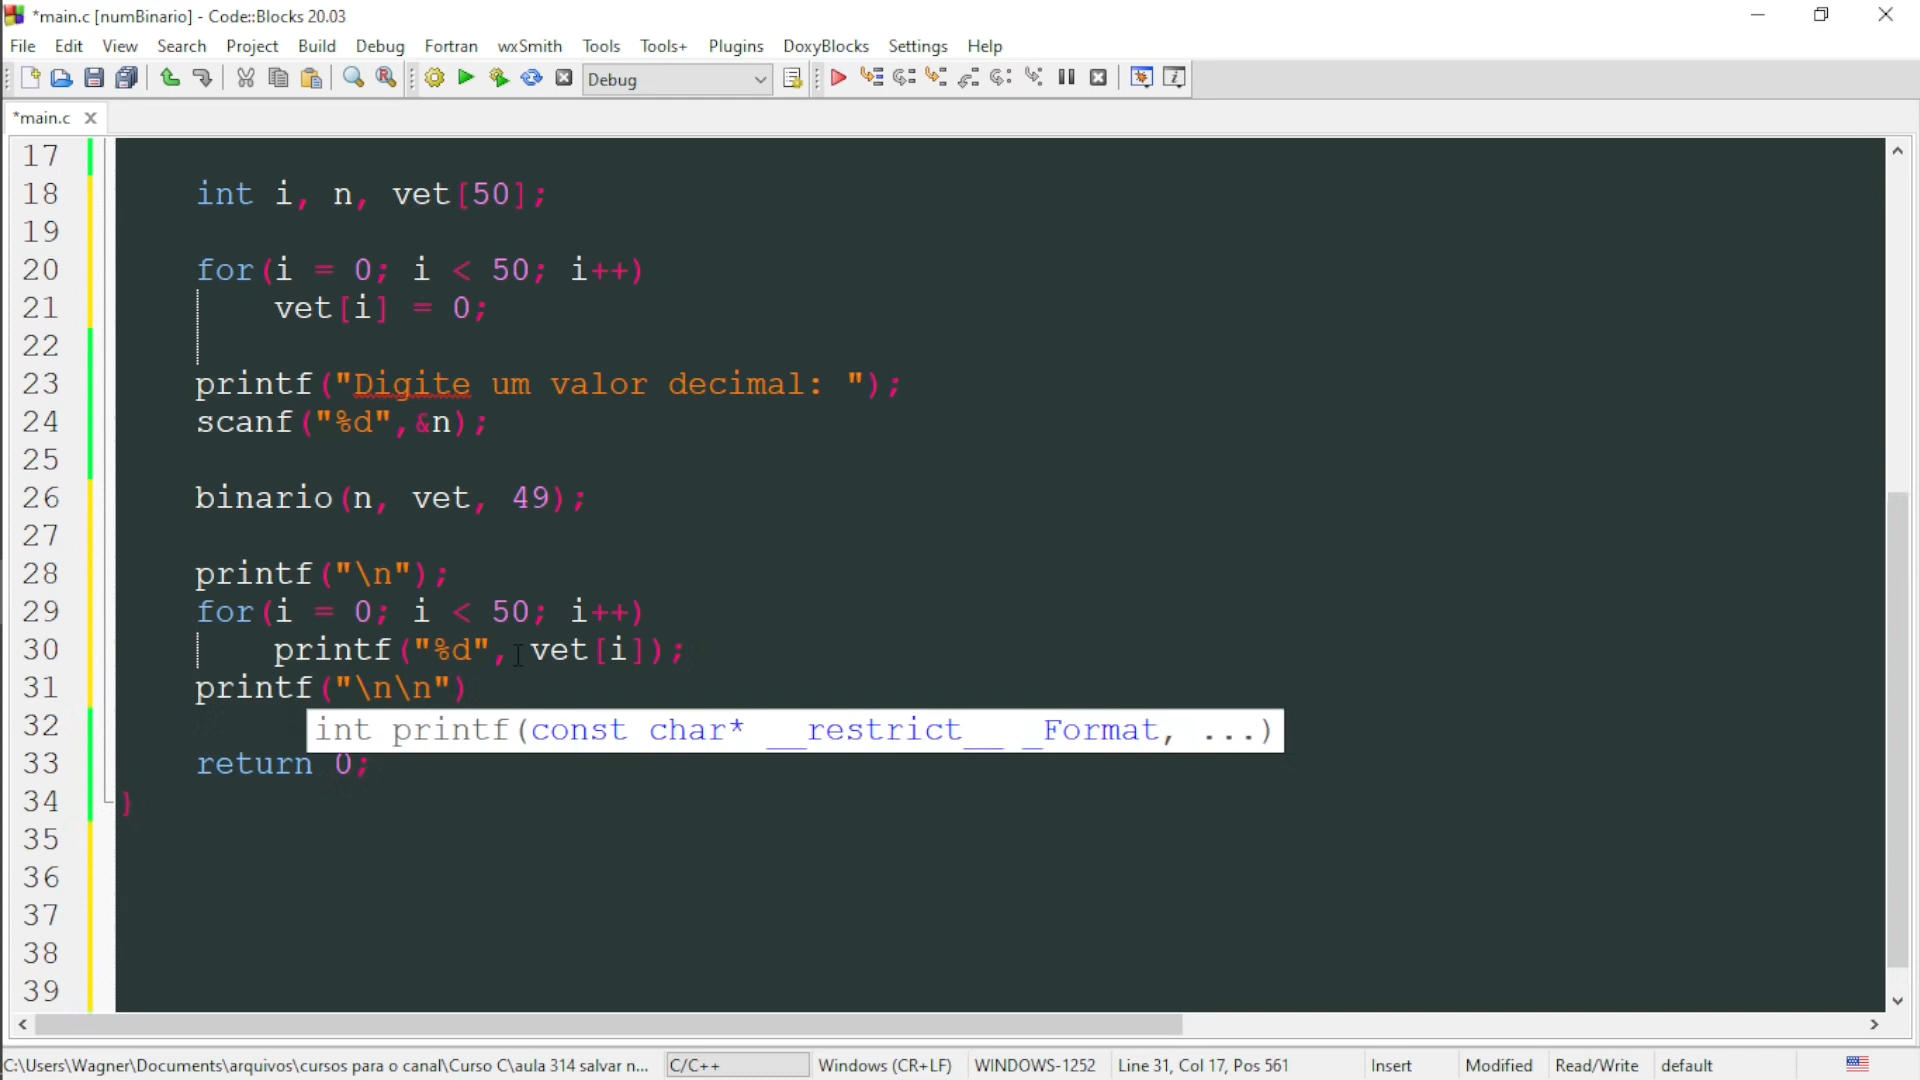 *main.c [numBinario] - Code::Blocks 20.03
File Edit View Search Project Build Debug Fortran wxSmith Tools Tools+ Plugins DoxyBlocks Settings Help
Debug
*main.c
17
18 int i, n, vet[50];
19
20 for(i = 0; i < 50; i++)
21 vet[i] = 0;
22
23 printf("Digite um valor decimal: ");
24 scanf("%d",&n);
25
26 binario(n, vet, 49);
27
28 printf("\n");
29 for(i = 0; i < 50; i++)
30 printf("%d", vet[i]);
31 printf("\n\n")
32 int printf(const char* __restrict__ _Format, ...)
33 return 0;
34 }
35
36
37
38
39
C:\Users\Wagner\Documents\arquivos\cursos para o canal\Curso C\aula 314 salvar n... C/C++ Windows (CR+LF) WINDOWS-1252 Line 31, Col 17, Pos 561 Insert Modified Read/Write default